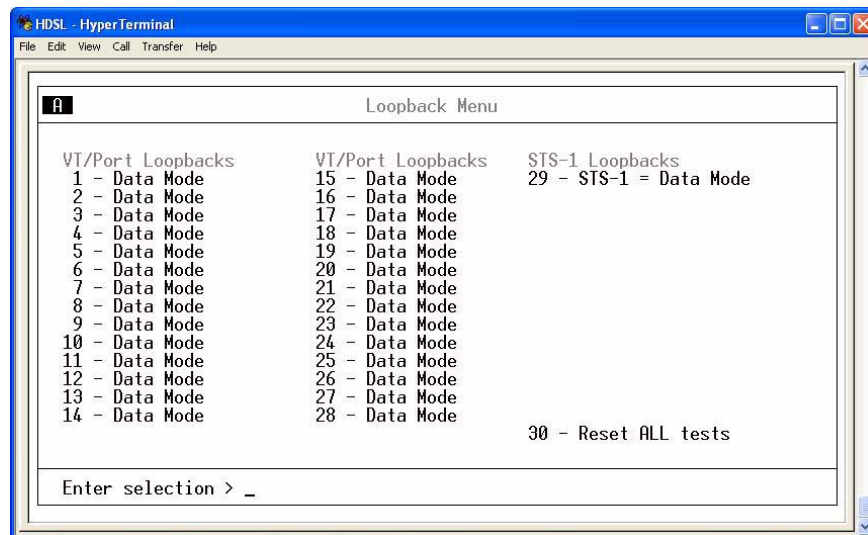 HDSL - HyperTerminal
File Edit View Call Transfer Help
A
Loopback Menu
VT/Port Loopbacks
1 - Data Mode
2 - Data Mode
3 - Data Mode
4 - Data Mode
5 - Data Mode
6 - Data Mode
7 - Data Mode
8 - Data Mode
9 - Data Mode
10 - Data Mode
11 - Data Mode
12 - Data Mode
13 - Data Mode
14 - Data Mode
VT/Port Loopbacks
15 - Data Mode
16 - Data Mode
17 - Data Mode
18 - Data Mode
19 - Data Mode
20 - Data Mode
21 - Data Mode
22 - Data Mode
23 - Data Mode
24 - Data Mode
25 - Data Mode
26 - Data Mode
27 - Data Mode
28 - Data Mode
STS-1 Loopbacks
29 - STS-1 = Data Mode
30 - Reset ALL tests
Enter selection > _